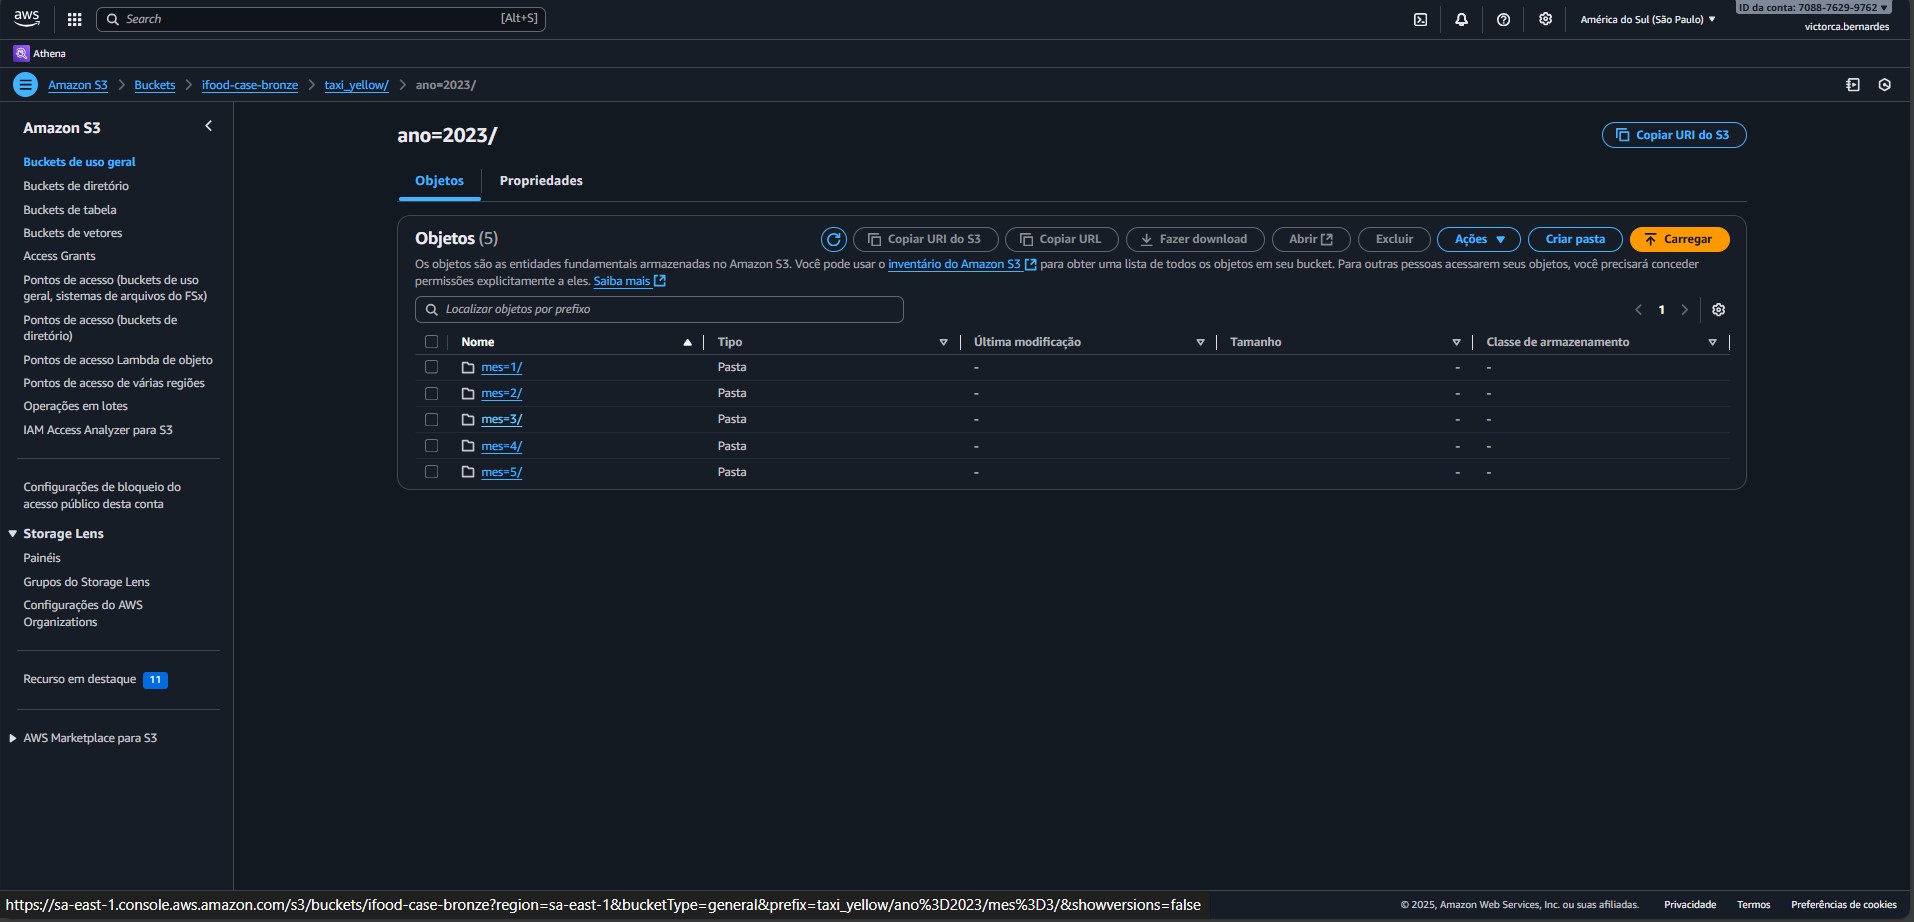 aws
Search [Alt+S]
América do Sul (São Paulo) ▼
ID da conta: 7088-7629-9762 ▼
victorca.bernardes
Athena
Amazon S3 > Buckets > ifood-case-bronze > taxi_yellow/ > ano=2023/
Amazon S3
Buckets de uso geral
Buckets de diretório
Buckets de tabela
Buckets de vetores
Access Grants
Pontos de acesso (buckets de uso
geral, sistemas de arquivos do FSx)
Pontos de acesso (buckets de
diretório)
Pontos de acesso Lambda de objeto
Pontos de acesso de várias regiões
Operações em lotes
IAM Access Analyzer para S3
Configurações de bloqueio do
acesso público desta conta
Storage Lens
Painéis
Grupos do Storage Lens
Configurações do AWS
Organizations
Recurso em destaque 11
AWS Marketplace para S3
ano=2023/
Copiar URI do S3
Objetos Propriedades
Objetos (5)
Copiar URI do S3 Copiar URL Fazer download Abrir Excluir Ações ▼ Criar pasta Carregar
Os objetos são as entidades fundamentais armazenadas no Amazon S3. Você pode usar o inventário do Amazon S3 para obter uma lista de todos os objetos em seu bucket. Para outras pessoas acessarem seus objetos, você precisará conceder
permissões explicitamente a eles. Saiba mais
Localizar objetos por prefixo
< 1 >
Nome Tipo Última modificação Tamanho Classe de armazenamento
mes=1/ Pasta - - -
mes=2/ Pasta - - -
mes=3/ Pasta - - -
mes=4/ Pasta - - -
mes=5/ Pasta - - -
https://sa-east-1.console.aws.amazon.com/s3/buckets/ifood-case-bronze?region=sa-east-1&bucketType=general&prefix=taxi_yellow/ano%3D2023/mes%3D3/&showversions=false
© 2025, Amazon Web Services, Inc. ou suas afiliadas. Privacidade Termos Preferências de cookies